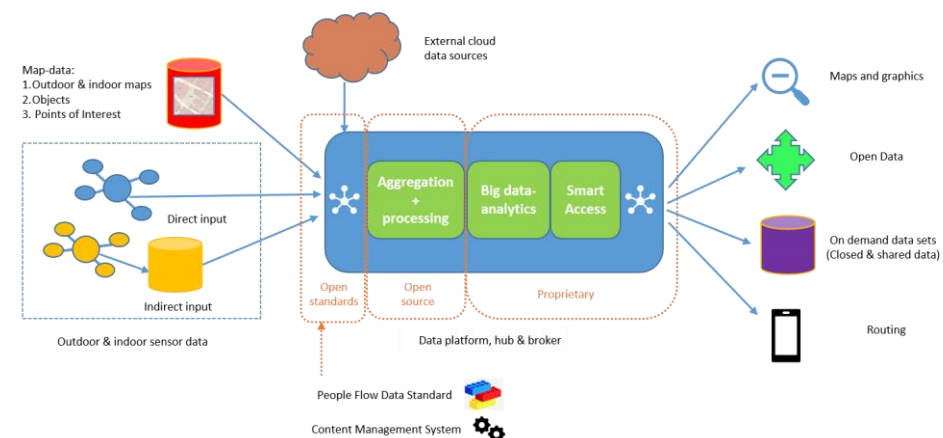 External cloud
data sources
Map-data:
1.Outdoor & indoor maps
2.Objects
3. Points of Interest
Maps and graphics
Direct input
Indirect input
Outdoor & indoor sensor data
Aggregation
+
processing
Big data-
analytics
Smart
Access
Open
standards
Open
source
Proprietary
Data platform, hub & broker
Open Data
On demand data sets
(Closed & shared data)
Routing
People Flow Data Standard
Content Management System